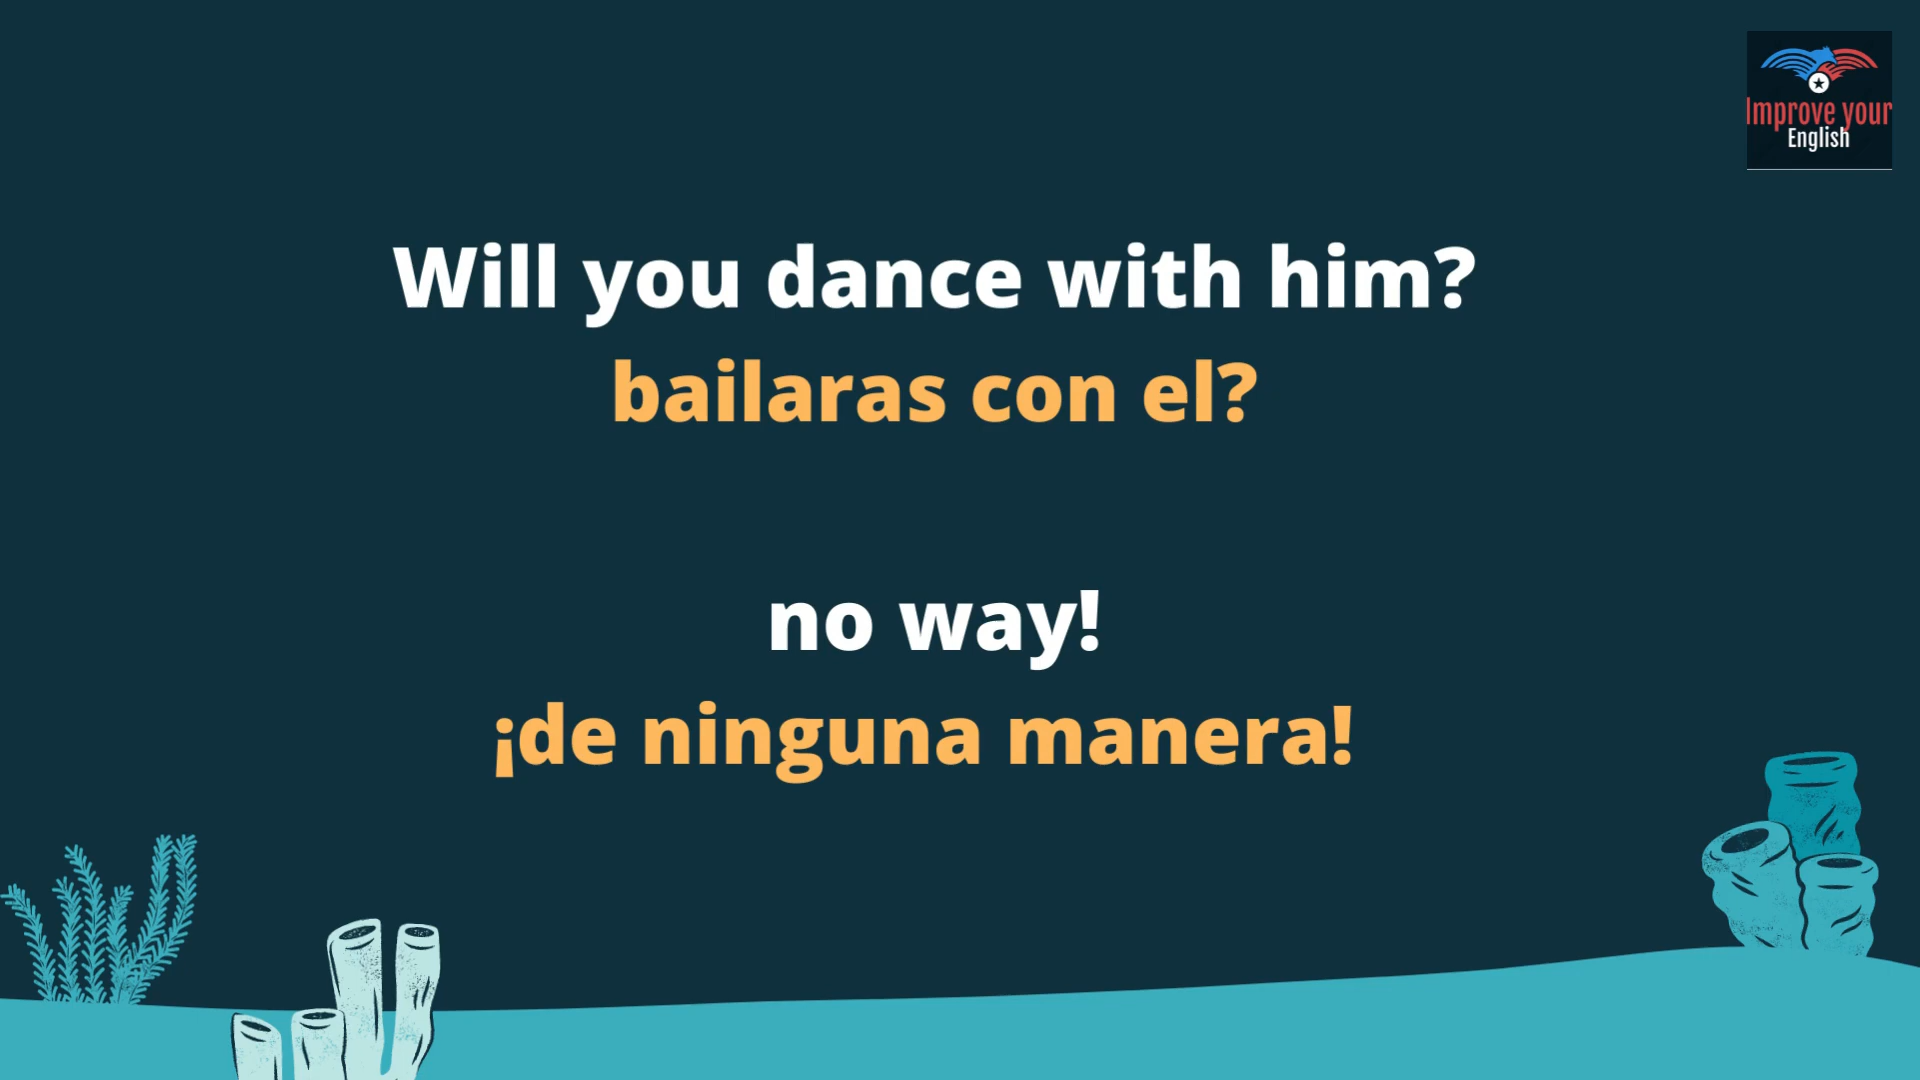 Improve your
English
Will you dance with him?
bailaras con el?
no way!
¡de ninguna manera!